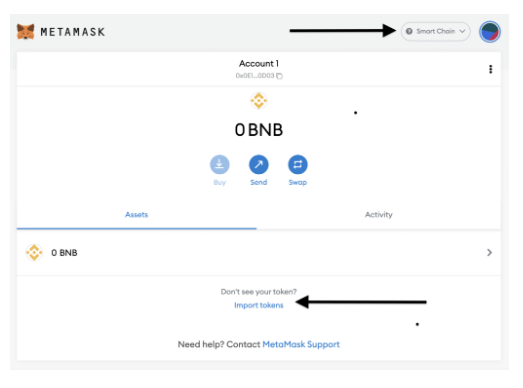 METAMASK
Smart Chain
Account 1
0x0E1...0D03
0 BNB
Buy Send Swap
Assets Activity
0 BNB
Don't see your token?
Import tokens
Need help? Contact MetaMask Support